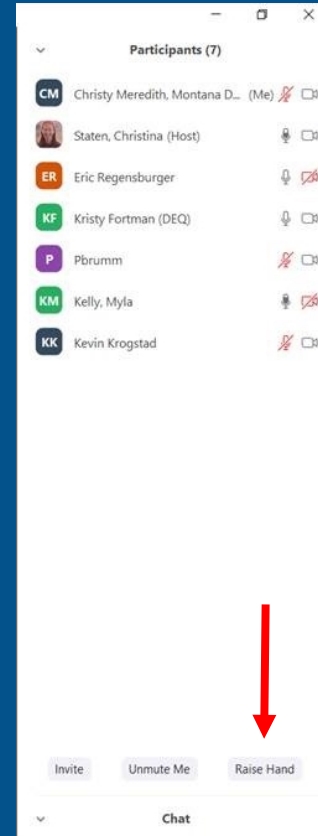 Participants (7)
CM Christy Meredith, Montana D... (Me)
Staten, Christina (Host)
ER Eric Regensburger
KF Kristy Fortman (DEQ)
P Pbrumm
KM Kelly, Myla
KK Kevin Krogstad
Invite Unmute Me Raise Hand
Chat